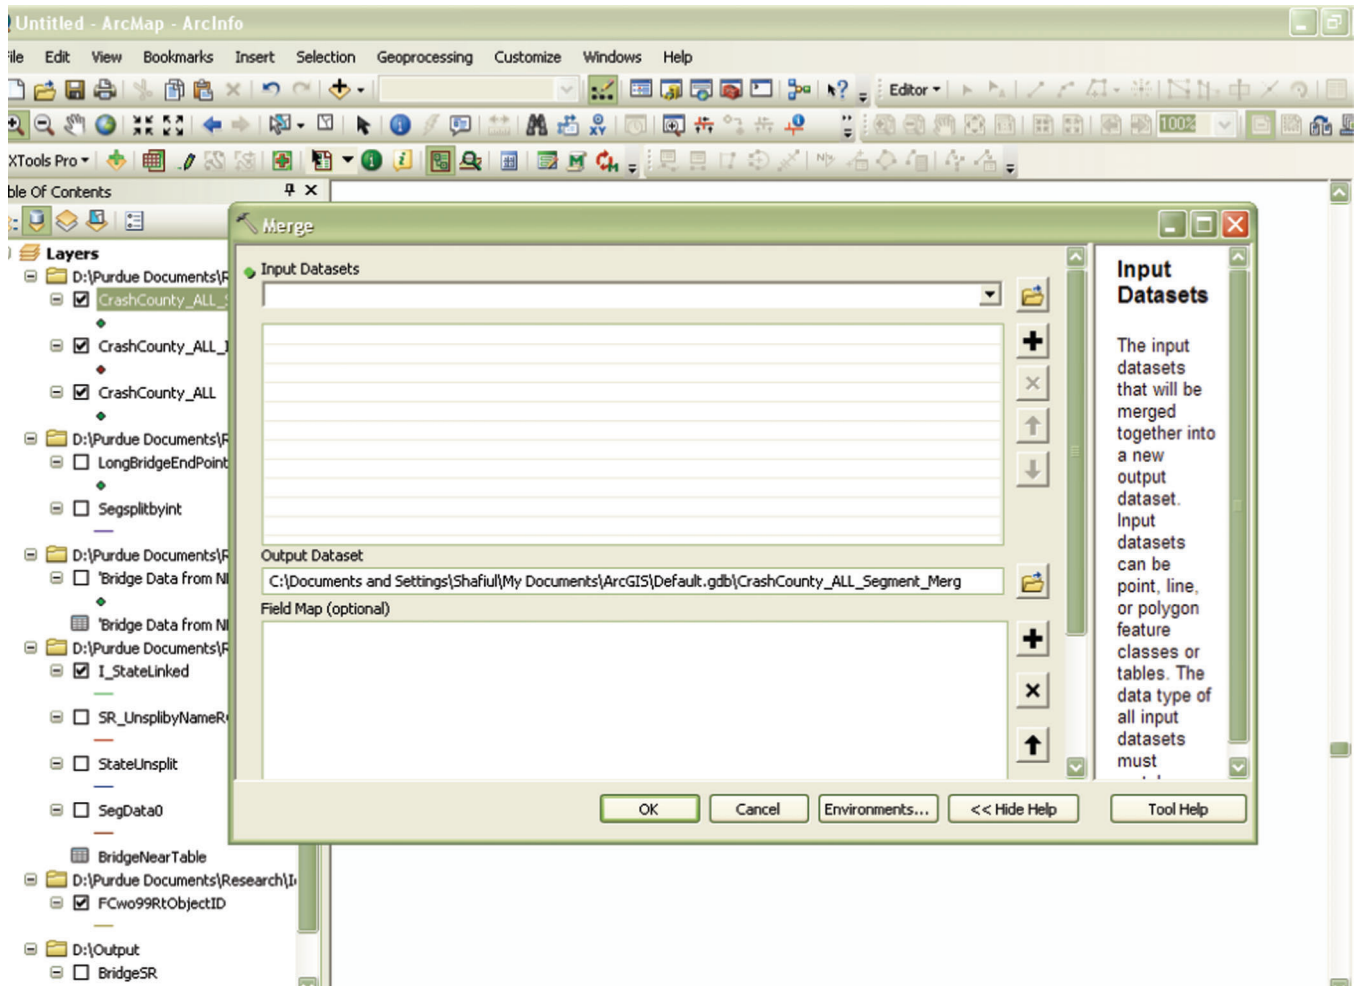 Untitled - ArcMap - ArcInfo
File Edit View Bookmarks Insert Selection Geoprocessing Customize Windows Help
Editor
100%
XTools Pro
ble Of Contents
Layers
D:\Purdue Documents\R
CrashCounty_ALL_S
CrashCounty_ALL_I
CrashCounty_ALL
D:\Purdue Documents\R
LongBridgeEndPoint
Segsplitbyint
D:\Purdue Documents\R
'Bridge Data from NI
'Bridge Data from NI
D:\Purdue Documents\R
I_StateLinked
SR_UnsplibyNameR
StateUnsplit
SegData0
BridgeNearTable
D:\Purdue Documents\Research\I
FCwo99RtObjectID
D:\Output
BridgeSR
Merge
Input Datasets
Output Dataset
C:\Documents and Settings\Shafiul\My Documents\ArcGIS\Default.gdb\CrashCounty_ALL_Segment_Merg
Field Map (optional)
OK Cancel Environments... << Hide Help Tool Help
Input
Datasets
The input
datasets
that will be
merged
together into
a new
output
dataset.
Input
datasets
can be
point, line,
or polygon
feature
classes or
tables. The
data type of
all input
datasets
must